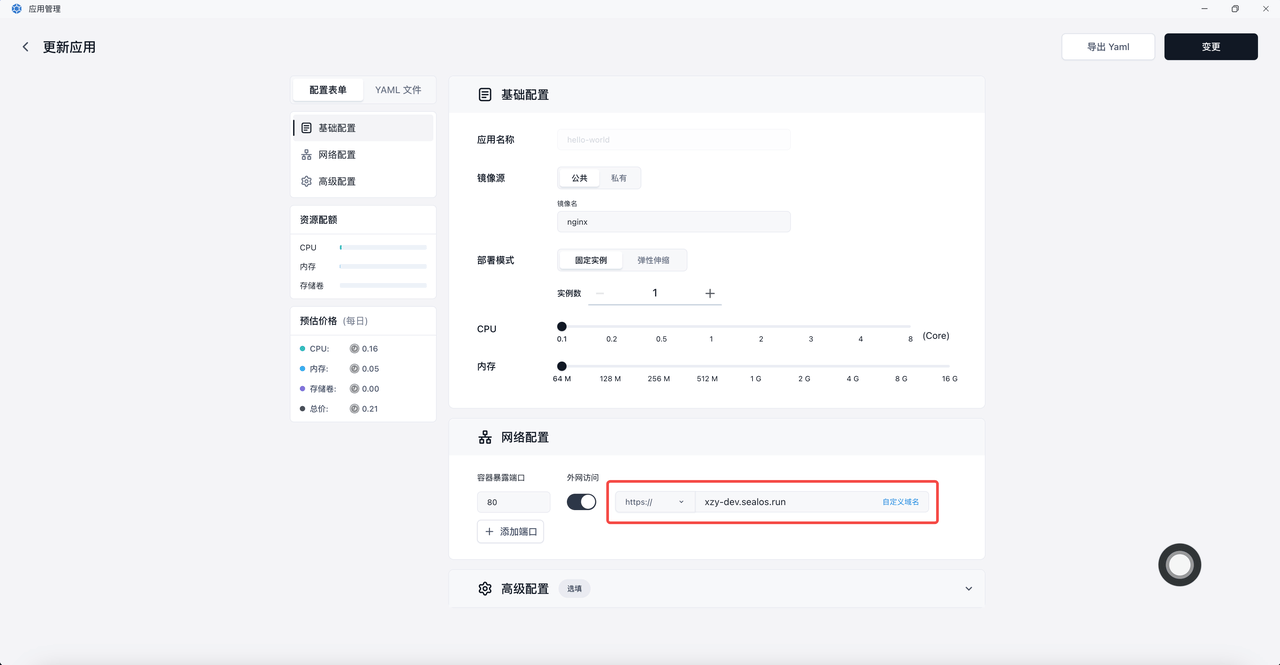 应用管理
更新应用
导出 Yaml
变更
配置表单
YAML 文件
基础配置
网络配置
高级配置
资源配额
CPU
内存
存储卷
预估价格 (每日)
CPU: 0.16
内存: 0.05
存储卷: 0.00
总价: 0.21
基础配置
应用名称
hello-world
镜像源
公共
私有
镜像名
nginx
部署模式
固定实例
弹性伸缩
实例数
1
CPU
0.1 0.2 0.5 1 2 3 4 8
(Core)
内存
64 M 128 M 256 M 512 M 1 G 2 G 4 G 8 G 16 G
网络配置
容器暴露端口
外网访问
80
https://
xzy-dev.sealos.run
自定义域名
添加端口
高级配置
选填